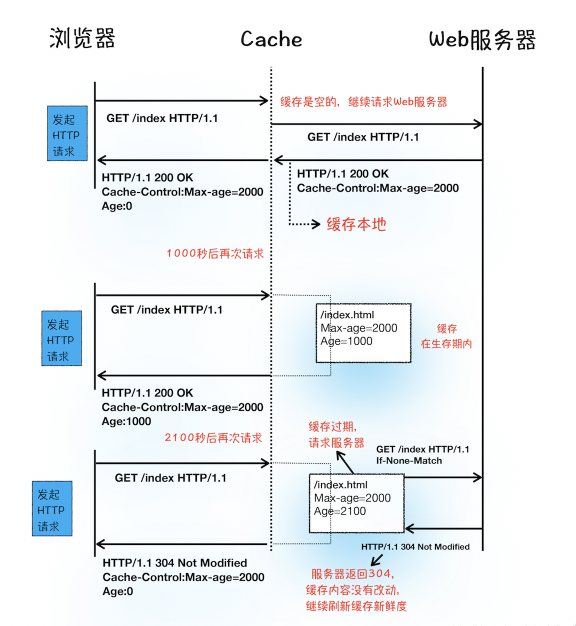 浏览器
Cache
Web服务器
发起
HTTP
请求
GET /index HTTP/1.1
缓存是空的，继续请求Web服务器
GET /index HTTP/1.1
HTTP/1.1 200 OK
Cache-Control:Max-age=2000
Age:0
HTTP/1.1 200 OK
Cache-Control:Max-age=2000
缓存本地
1000秒后再次请求
发起
HTTP
请求
GET /index HTTP/1.1
/index.html
Max-age=2000
Age=1000
缓存
在生存期内
HTTP/1.1 200 OK
Cache-Control:Max-age=2000
Age:1000
2100秒后再次请求
缓存过期，
请求服务器
发起
HTTP
请求
GET /index HTTP/1.1
GET /index HTTP/1.1
If-None-Match
/index.html
Max-age=2000
Age=2100
HTTP/1.1 304 Not Modified
HTTP/1.1 304 Not Modified
Cache-Control:Max-age=2000
Age:0
服务器返回304，
缓存内容没有改动，
继续刷新缓存新鲜度